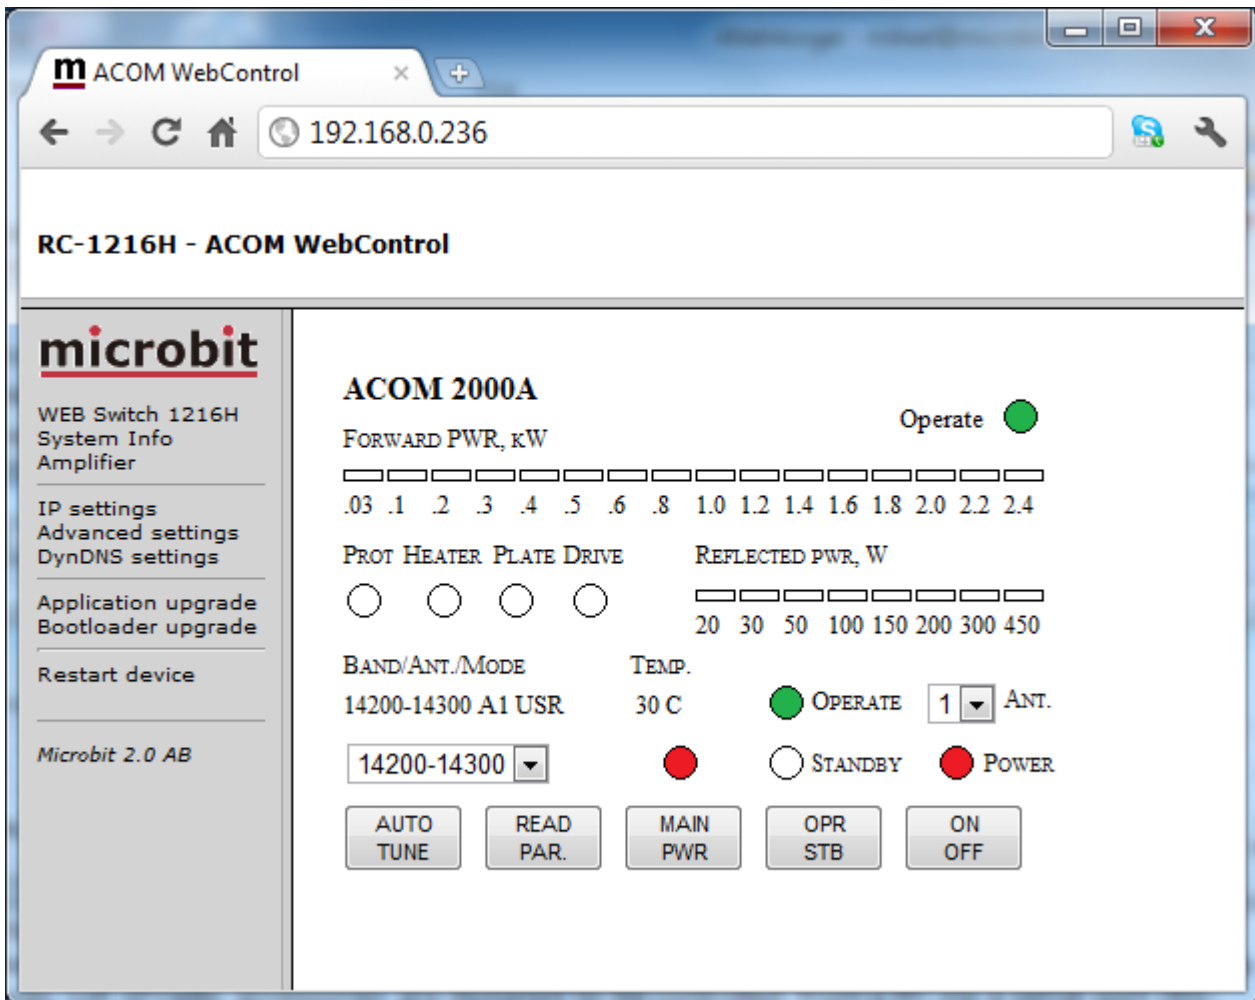 m ACOM WebControl
192.168.0.236
RC-1216H - ACOM WebControl
microbit
WEB Switch 1216H
System Info
Amplifier
IP settings
Advanced settings
DynDNS settings
Application upgrade
Bootloader upgrade
Restart device
Microbit 2.0 AB
ACOM 2000A
Operate
FORWARD PWR, KW
.03 .1 .2 .3 .4 .5 .6 .8 1.0 1.2 1.4 1.6 1.8 2.0 2.2 2.4
PROT HEATER PLATE DRIVE REFLECTED PWR, W
20 30 50 100 150 200 300 450
BAND/ANT./MODE TEMP.
14200-14300 A1 USR 30 C OPERATE 1 ANT.
14200-14300 STANDBY POWER
AUTO READ MAIN OPR ON
TUNE PAR. PWR STB OFF